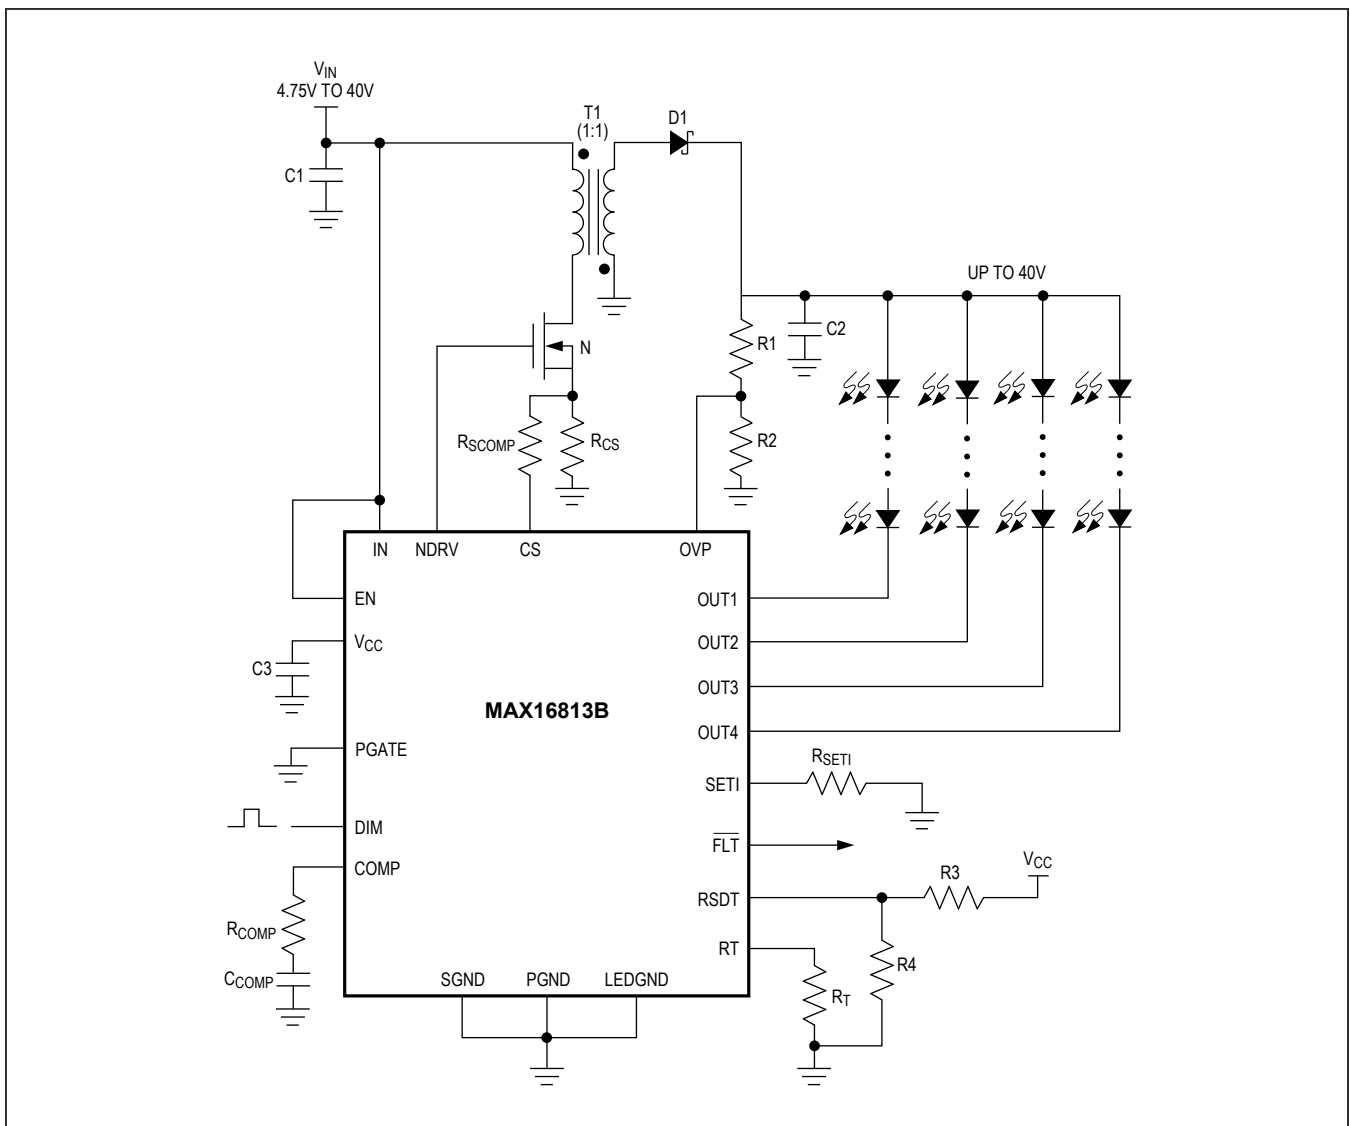 VIN
4.75V TO 40V
C1
T1
(1:1)
D1
UP TO 40V
C2
R1
N
RSCOMP
RCS
R2
IN
NDRV
CS
OVP
EN
OUT1
VCC
C3
OUT2
OUT3
MAX16813B
OUT4
PGATE
SETI
RSETI
DIM
FLT
COMP
VCC
R3
RSDT
RCOMP
RT
R4
CCOMP
SGND
PGND
LEDGND
RT